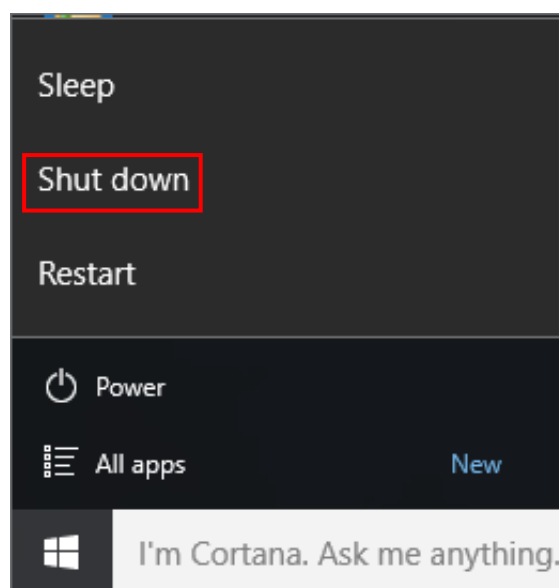 Sleep
Shut down
Restart
Power
All apps New
I'm Cortana. Ask me anything.